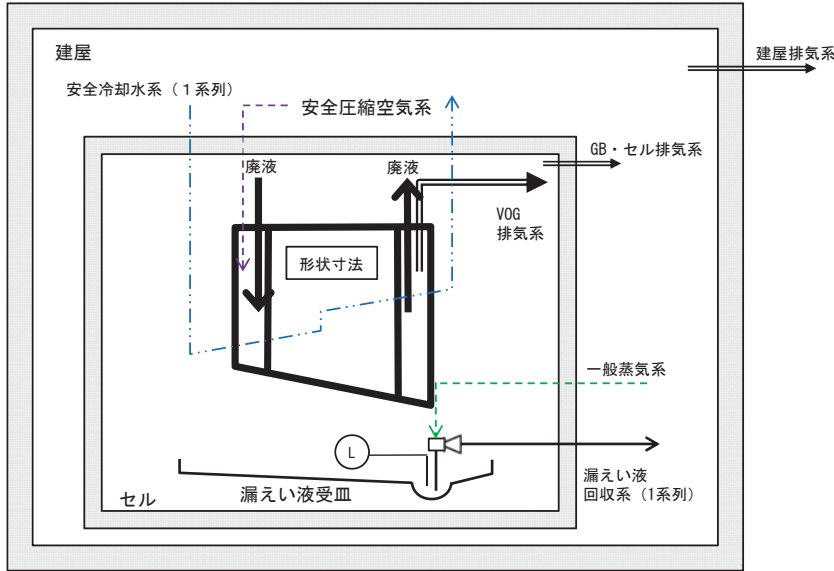 建屋
建屋排気系
安全冷却水系（１系列）
安全圧縮空気系
GB・セル排気系
廃液
廃液
VOG
排気系
形状寸法
一般蒸気系
L
漏えい液
回収系（1系列）
漏えい液受皿
セル